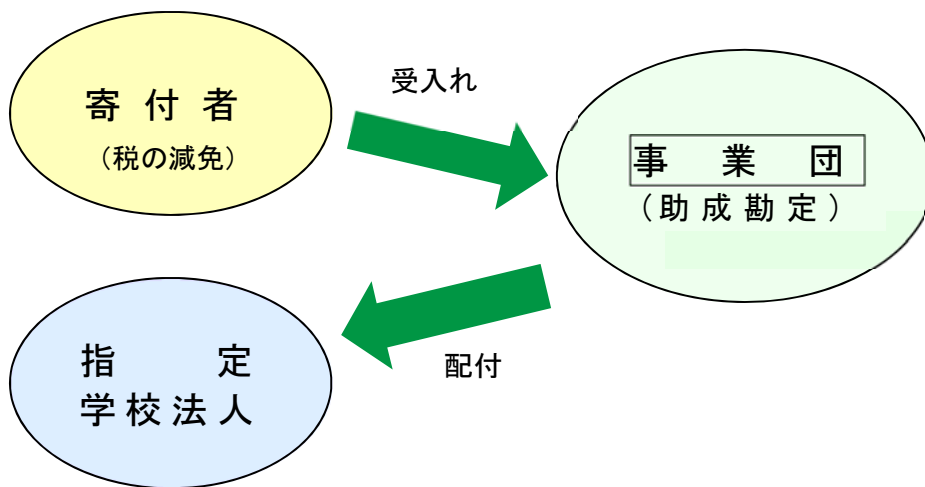 寄付者
（税の減免）
受入れ
事業団
（助成勘定）
配付
指定
学校法人